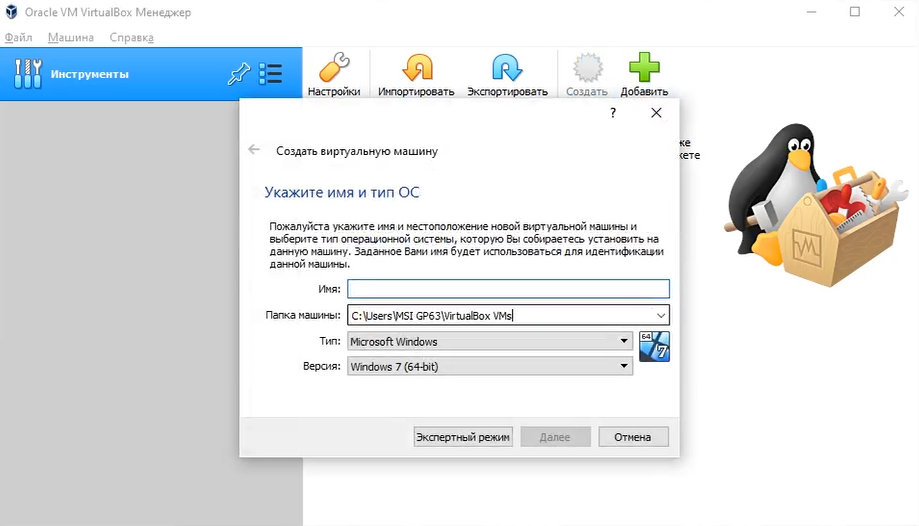 Oracle VM VirtualBox Менеджер
Файл Машина Справка
Инструменты
Настройки Импортировать Экспортировать Создать Добавить
же
жете
?
Создать виртуальную машину
Укажите имя и тип ОС
Пожалуйста укажите имя и местоположение новой виртуальной машины и
выберите тип операционной системы, которую Вы собираетесь установить на
данную машину. Заданное Вами имя будет использоваться для идентификации
данной машины.
Имя:
Папка машины: C:\Users\MSI GP63\VirtualBox VMs
Тип: Microsoft Windows
64
7
Версия: Windows 7 (64-bit)
Экспертный режим Далее Отмена